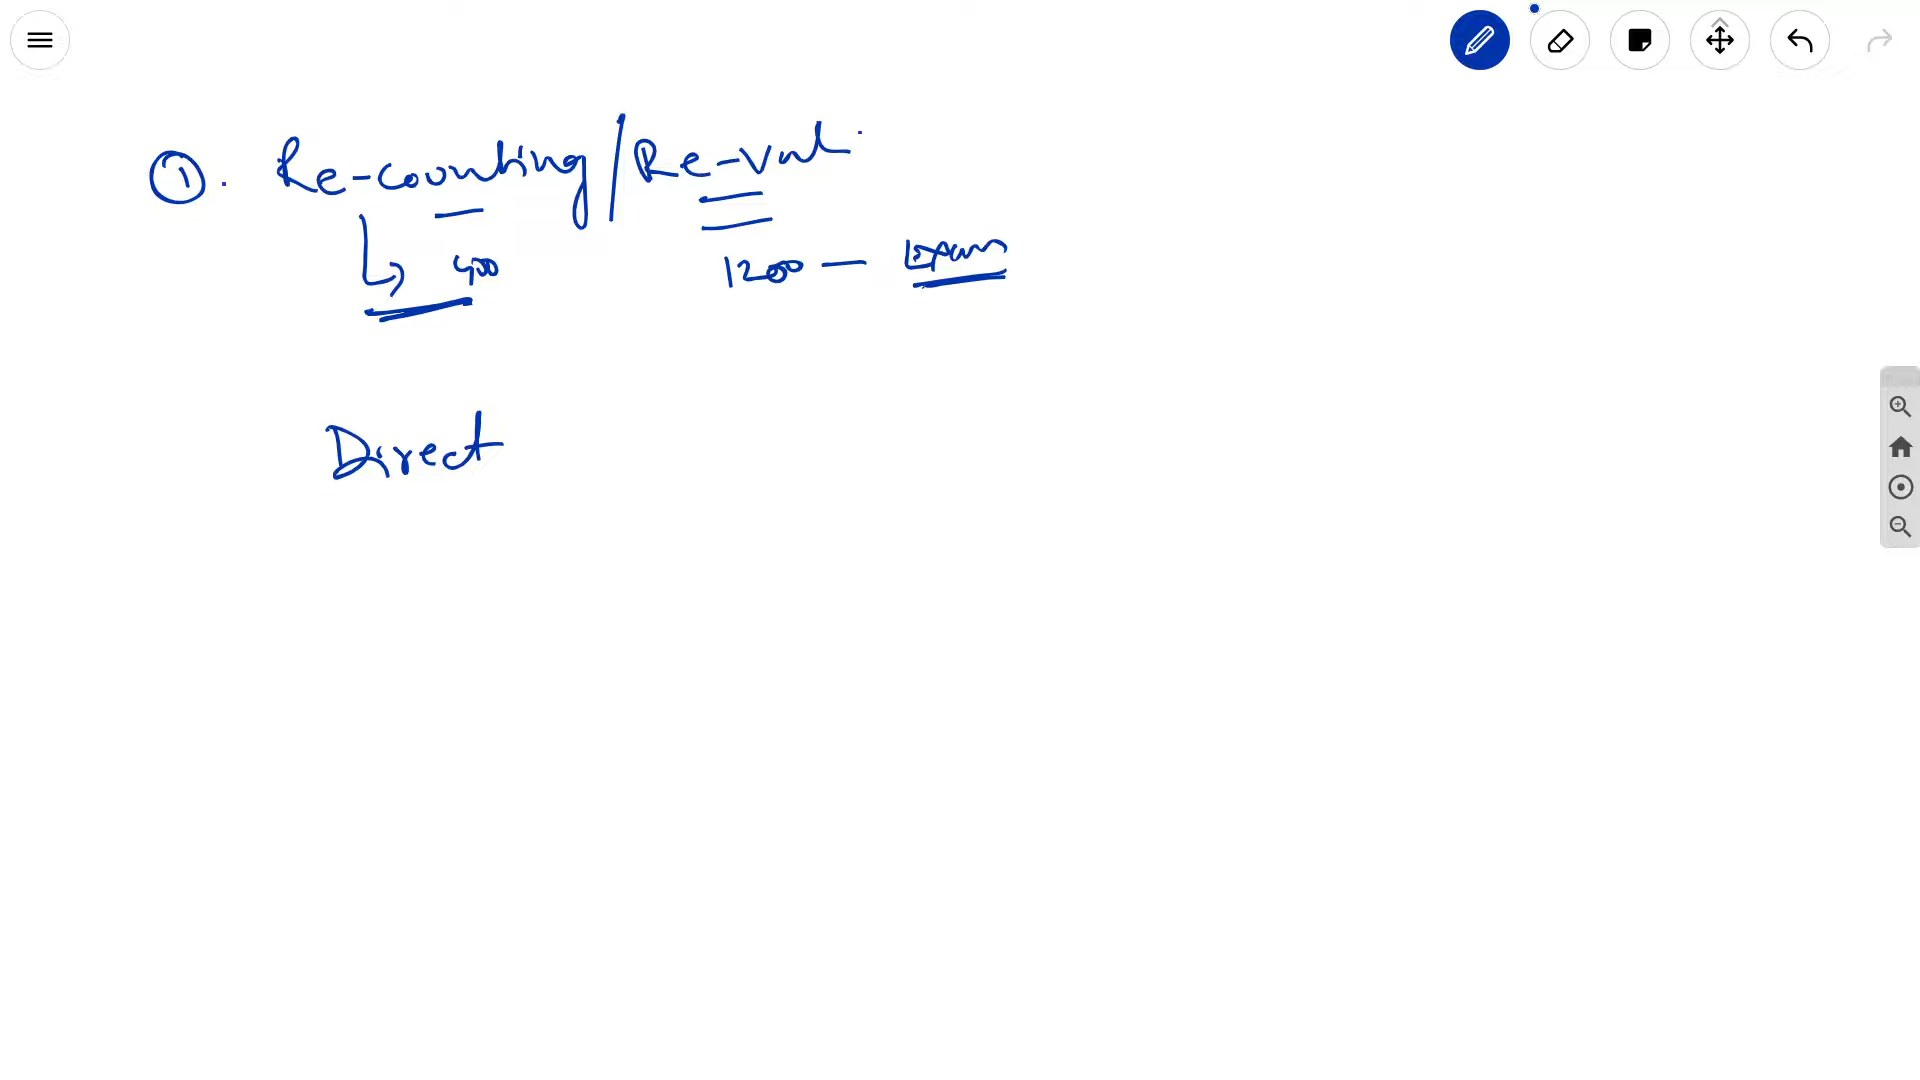 ①. Re-counting/Re-Val.
400 1200 — Exam
Direct